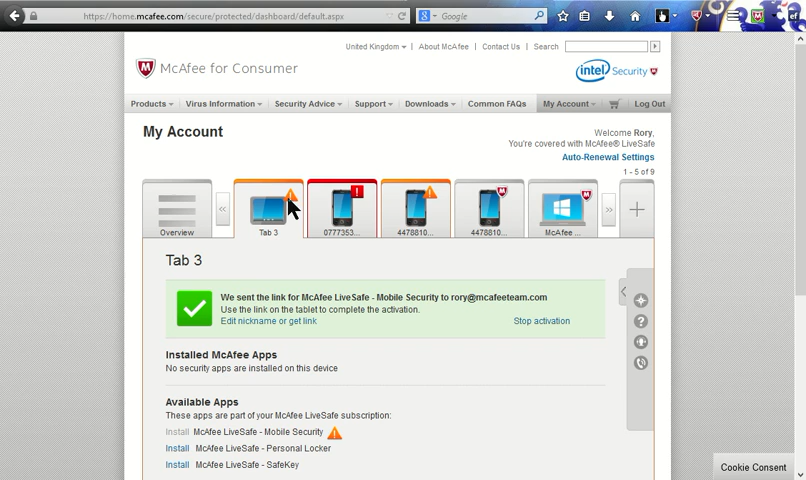 https://home.mcafee.com/secure/protected/dashboard/default.aspx
Google
United Kingdom
About McAfee
Contact Us
Search
McAfee for Consumer
intel Security
Products
Virus Information
Security Advice
Support
Downloads
Common FAQs
My Account
Log Out
My Account
Welcome Rory,
You're covered with McAfee® LiveSafe
Auto-Renewal Settings
1 - 5 of 9
Overview
«
Tab 3
0777353...
4478810...
4478810...
McAfee ...
»
+
Tab 3
We sent the link for McAfee LiveSafe - Mobile Security to rory@mcafeeteam.com
Use the link on the tablet to complete the activation.
Edit nickname or get link
Stop activation
Installed McAfee Apps
No security apps are installed on this device
Available Apps
These apps are part of your McAfee LiveSafe subscription:
Install McAfee LiveSafe - Mobile Security
Install McAfee LiveSafe - Personal Locker
Install McAfee LiveSafe - SafeKey
Cookie Consent